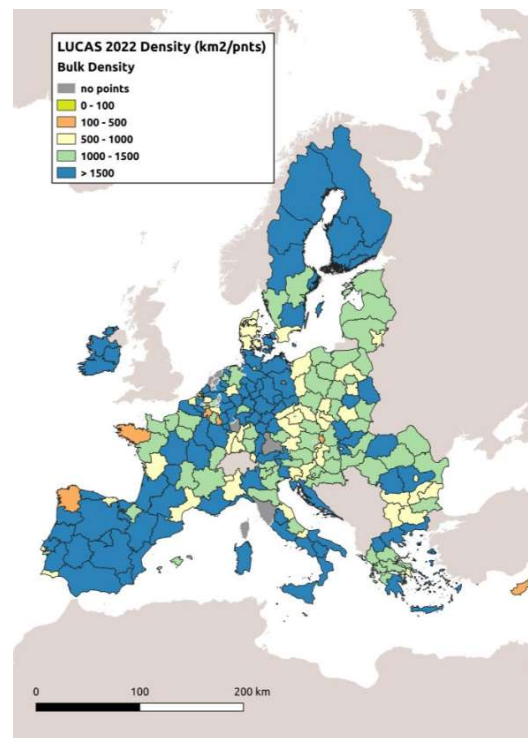 LUCAS 2022 Density (km2/pnts)
Bulk Density
no points
0 - 100
100 - 500
500 - 1000
1000 - 1500
> 1500
0 100 200 km